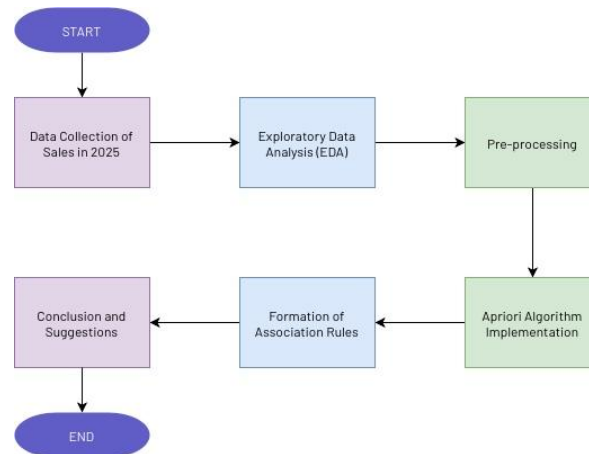 START
Data Collection of
Sales in 2025
Exploratory Data
Analysis (EDA)
Pre-processing
Conclusion and
Suggestions
Formation of
Association Rules
Apriori Algorithm
Implementation
END